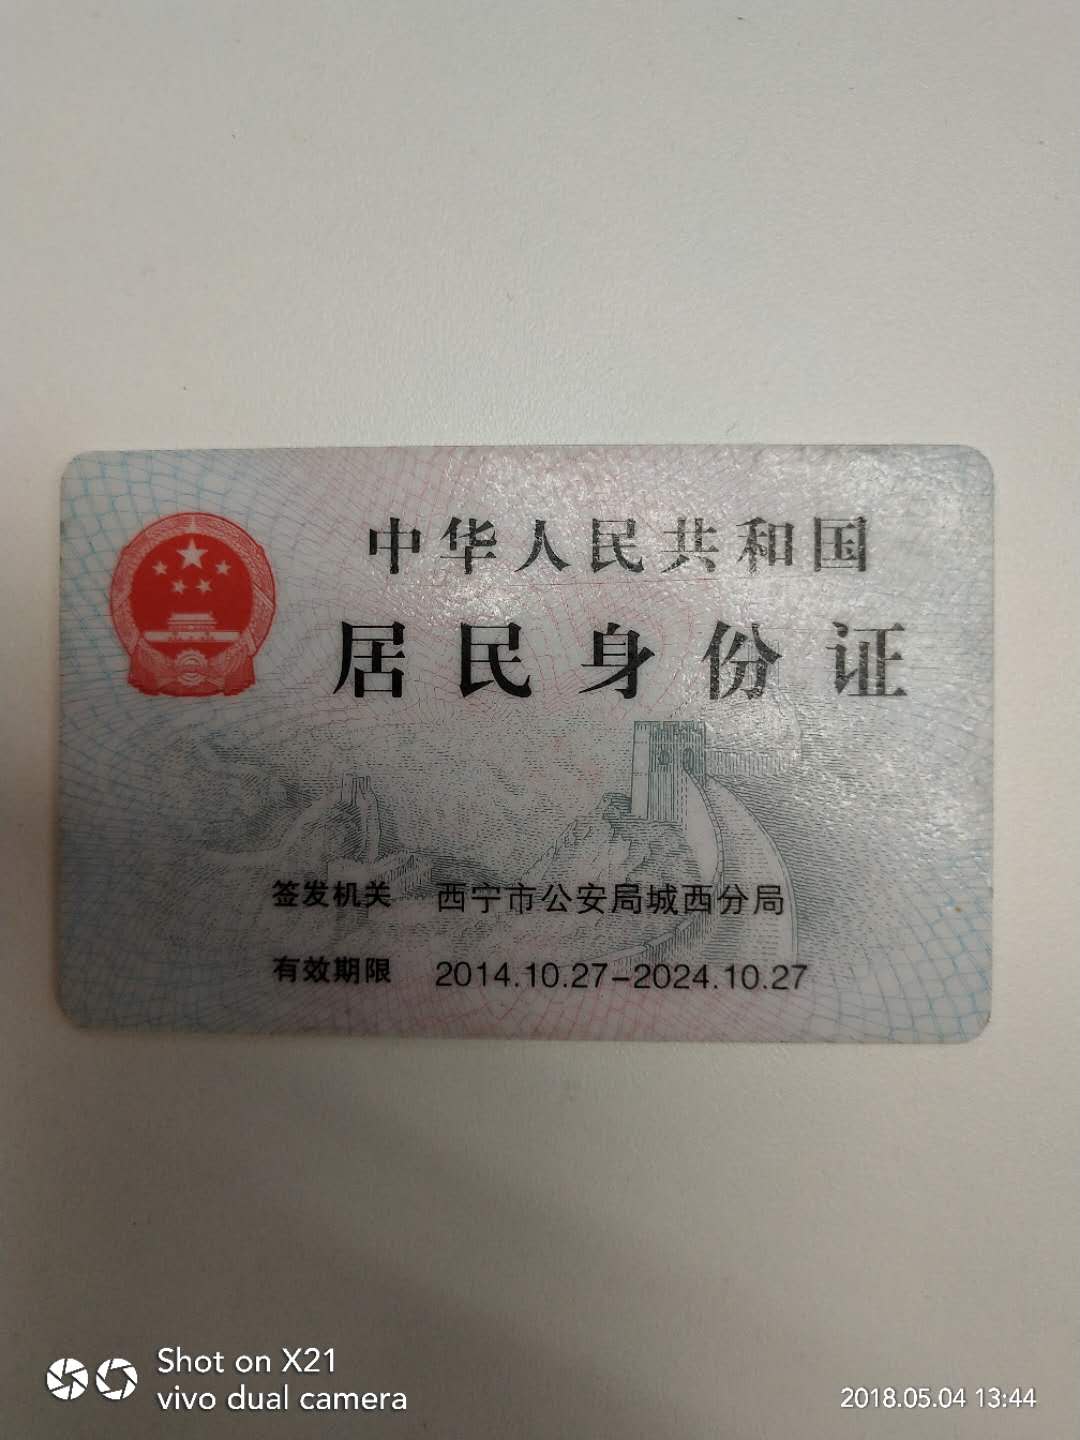 中华人民共和国
居民身份证
签发机关 西宁市公安局城西分局
有效期限 2014.10.27-2024.10.27
Shot on X21
vivo dual camera
2018.05.04 13:44